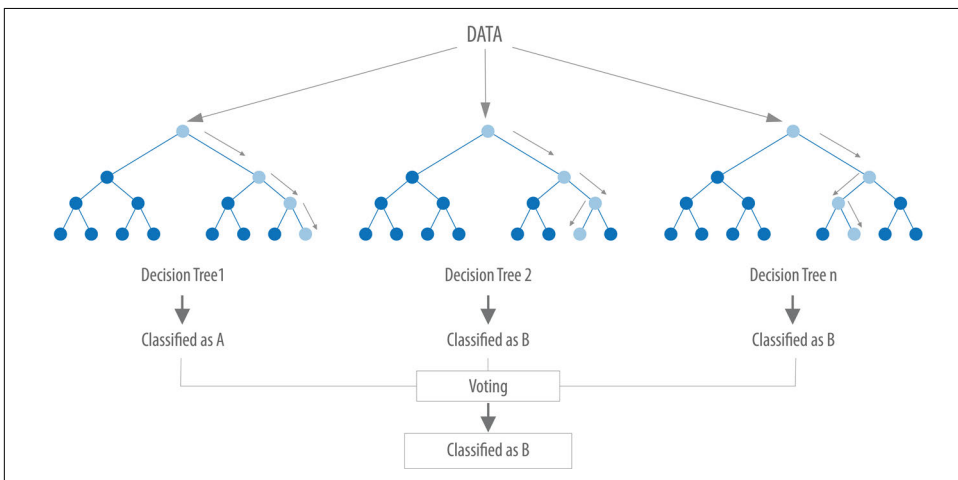 DATA
Decision Tree1
Decision Tree 2
Decision Tree n
Classified as A
Classified as B
Classified as B
Voting
Classified as B